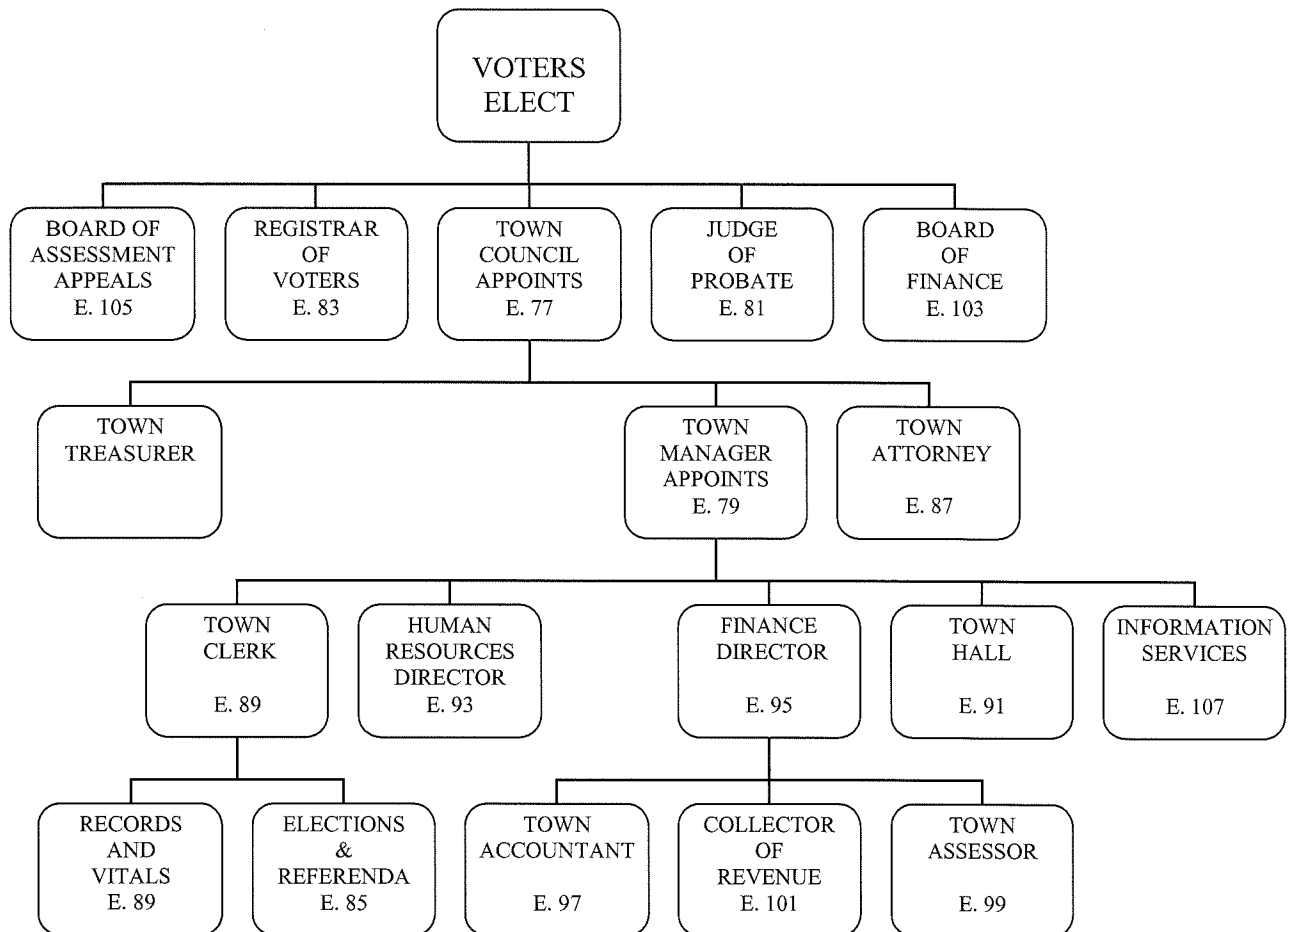 VOTERS
ELECT
BOARD OF
ASSESSMENT
APPEALS
E. 105
REGISTRAR
OF
VOTERS
E. 83
TOWN
COUNCIL
APPOINTS
E. 77
JUDGE
OF
PROBATE
E. 81
BOARD
OF
FINANCE
E. 103
TOWN
TREASURER
TOWN
MANAGER
APPOINTS
E. 79
TOWN
ATTORNEY
E. 87
TOWN
CLERK
E. 89
HUMAN
RESOURCES
DIRECTOR
E. 93
FINANCE
DIRECTOR
E. 95
TOWN
HALL
E. 91
INFORMATION
SERVICES
E. 107
RECORDS
AND
VITALS
E. 89
ELECTIONS
&
REFERENDA
E. 85
TOWN
ACCOUNTANT
E. 97
COLLECTOR
OF
REVENUE
E. 101
TOWN
ASSESSOR
E. 99